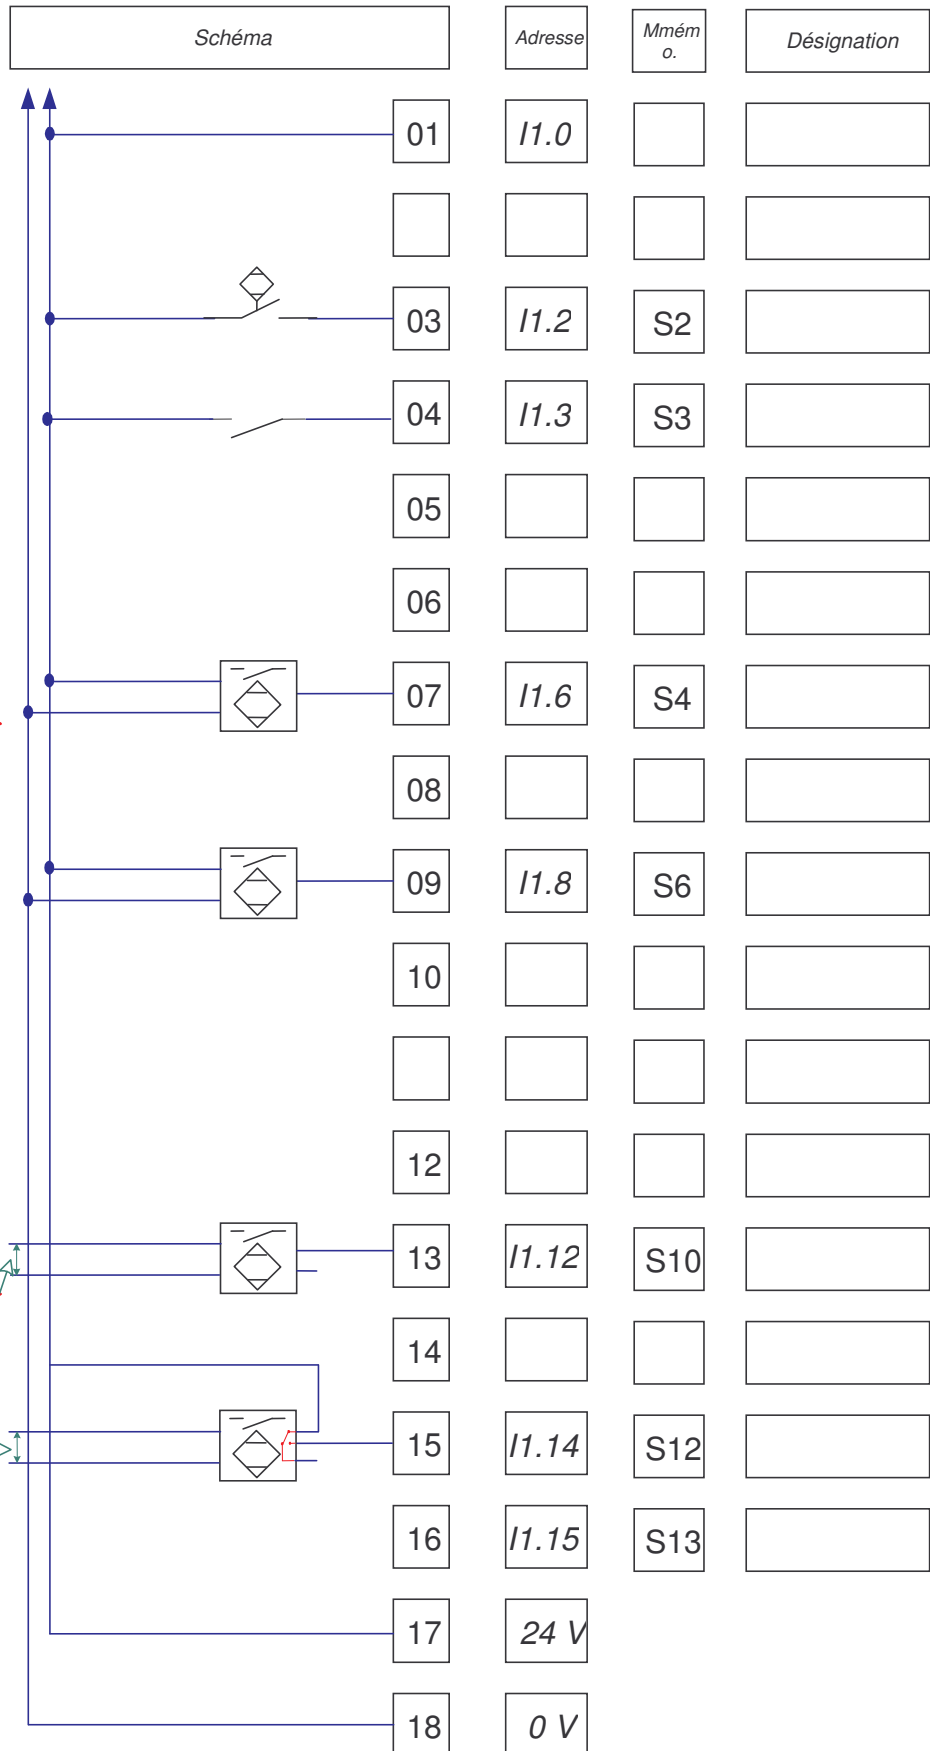 Schéma Adresse Mmém Désignation
o.
01 I1.0
03 I1.2 S2
04 I1.3 S3
05
06
07 I1.6 S4
08
09 I1.8 S6
10
12
13 I1.12 S10
14
15 I1.14 S12
16 I1.15 S13
17 24 V
18 0 V